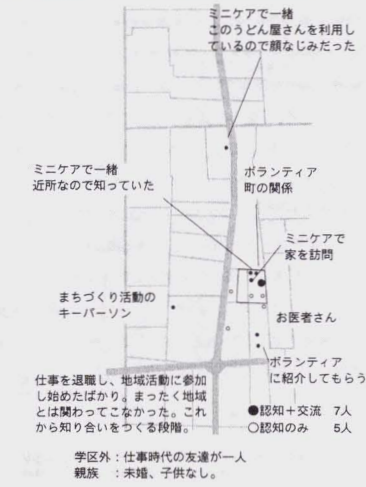 ミニケアで一緒
このうどん屋さんを利用し
ているので顔なじみだった
ミニケアで一緒
近所なので知っていた
ボランティア
町の関係
ミニケアで
家を訪問
まちづくり活動の
キーパーソン
お医者さん
ボランティア
に紹介してもらう
仕事を退職し、地域活動に参加
し始めたばかり。まったく地域
とは関わってこなかった。これ
から知り合いをつくる段階。
●認知＋交流 7人
○認知のみ 5人
学区外：仕事時代の友達が一人
親族 ：未婚、子供なし。